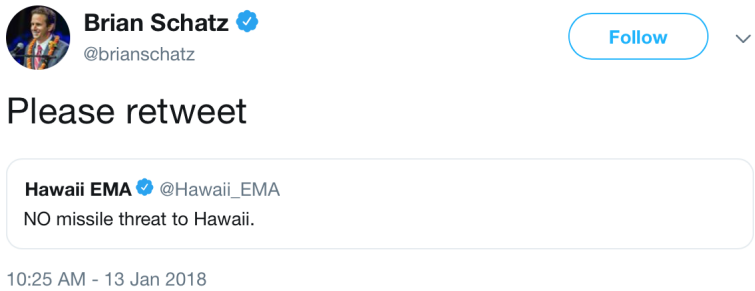 Brian Schatz
@brianschatz
Follow
Please retweet
Hawaii EMA @Hawaii_EMA
NO missile threat to Hawaii.
10:25 AM - 13 Jan 2018